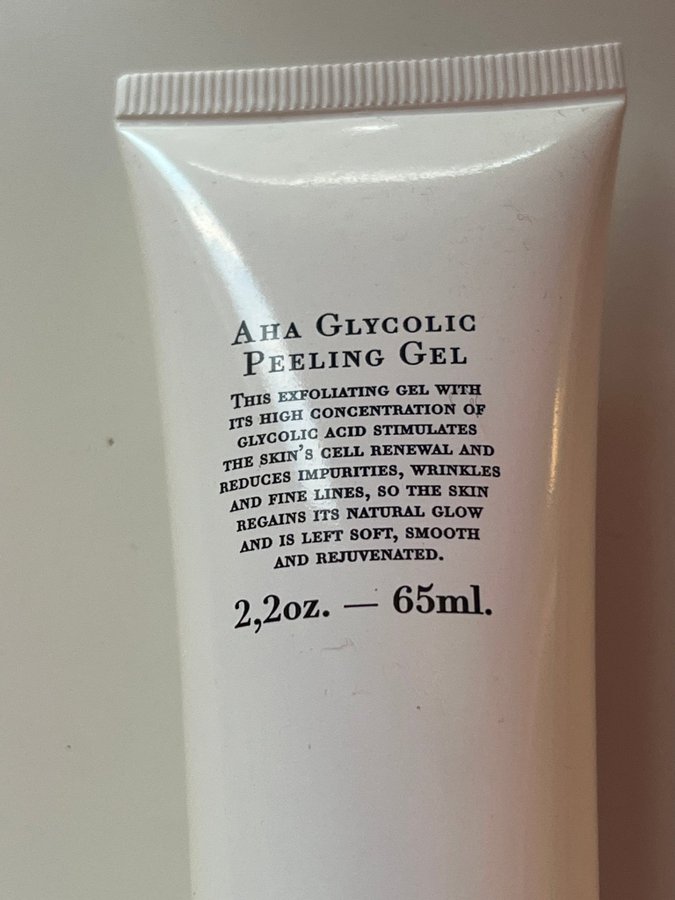 Aha Glycolic
Peeling Gel
This exfoliating gel with
its high concentration of
glycolic acid stimulates
the skin's cell renewal and
reduces impurities, wrinkles
and fine lines, so the skin
regains its natural glow
and is left soft, smooth
and rejuvenated.
2,2oz. — 65ml.